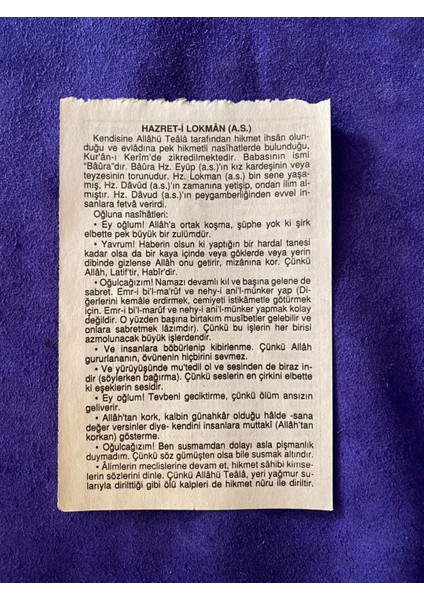 HAZRET-İ LOKMÂN (A.S.)
Kendisine Allâhü Teâlâ tarafından hikmet ihsân olun-
duğu ve evlâdına pek hikmetli nasîhatlerde bulunduğu,
Kur'ân-ı Kerîm'de zikredilmektedir. Babasının ismi
"Bâûra"dır. Bâûra Hz. Eyüp (a.s.)'ın kız kardeşinin veya
teyzesinin torunudur. Hz. Lokman (a.s.) bin sene yaşa-
mış, Hz. Dâvûd (a.s.)'ın zamanına yetişip, ondan ilim al-
mıştır. Hz. Dâvud (a.s.)'ın peygamberliğinden evvel in-
sanlara fetvâ verirdi.
Oğluna nasîhâtleri:
• Ey oğlum! Allah'a ortak koşma, şüphe yok ki şirk
elbette pek büyük bir zulümdür.
• Yavrum! Haberin olsun ki yaptığın bir hardal tanesi
kadar olsa da bir kaya içinde veya göklerde veya yerin
dibinde gizlense Allâh onu getirir, mizânına kor. Çünkü
Allâh, Latîf'tir, Habîr'dir.
• Oğulcağızım! Namazı devamlı kıl ve başına gelene de
sabret. Emr-i bi'l-ma'rûf ve nehy-i ani'l-münker yap (Di-
ğerlerini kemâle erdirmek, cemiyeti istikâmetle götürmek
için. Emr-i bi'l-marûf ve nehy-i ani'l-münker yapmak kolay
değildir. O yüzden başına birtakım musîbetler gelebilir ve
onlara sabretmek lâzımdır). Çünkü bu işlerin her birisi
azmolunacak büyük işlerdendir.
• Ve insanlara böbürlenip kibirlenme. Çünkü Allâh
gururlananın, övünenin hiçbirini sevmez.
• Ve yürüyüşünde mu'tedil ol ve sesinden de biraz in-
dir (söylerken bağırma). Çünkü seslerin en çirkini elbette
ki eşeklerin sesidir.
• Ey oğlum! Tevbeni geciktirme, çünkü ölüm ansızın
geliverir.
• Allâh'tan kork, kalbin günahkâr olduğu hâlde -sana
değer versinler diye- kendini insanlara muttakî (Allâh'tan
korkan) gösterme.
• Oğulcağızım! Ben susmamdan dolayı asla pişmanlık
duymadım. Çünkü söz gümüşten olsa bile susmak altındır.
• Âlimlerin meclislerine devam et, hikmet sâhibi kimse-
lerin sözlerini dinle. Çünkü Allâhü Teâlâ, yeri yağmur su-
larıyla dirilttiği gibi ölü kalpleri de hikmet nûru ile diriltir.